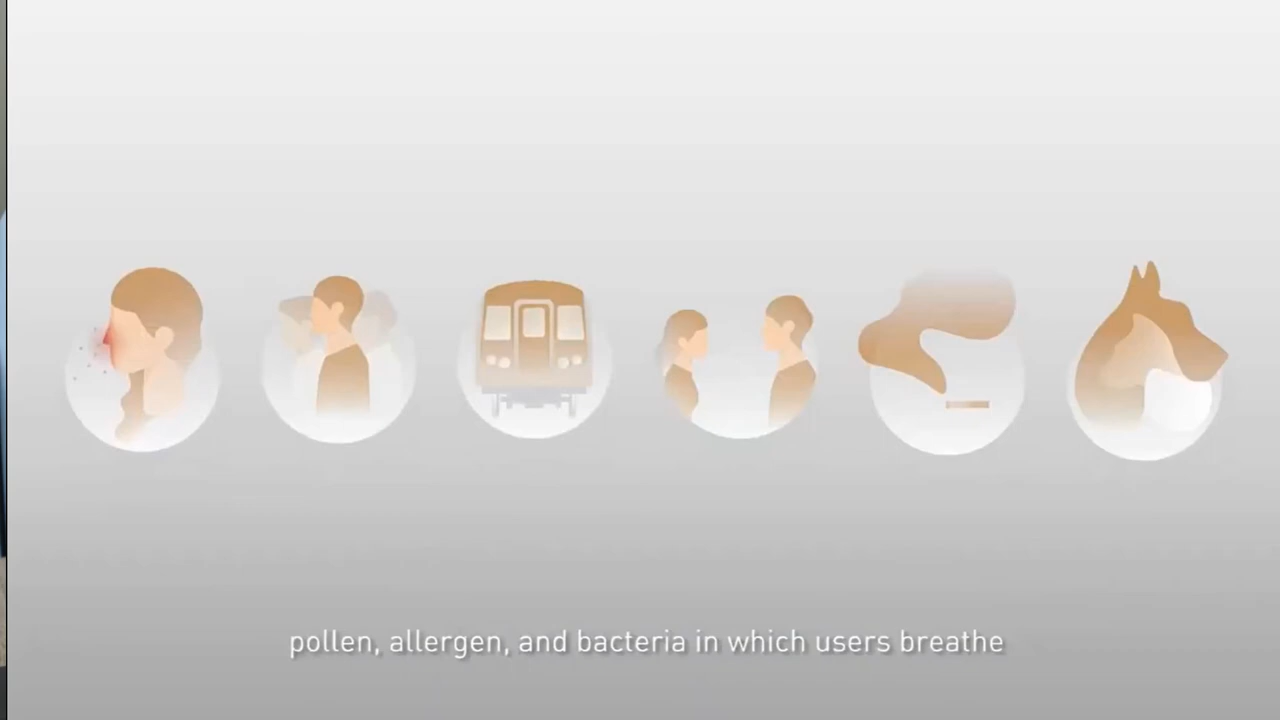 pollen, allergen, and bacteria in which users breathe